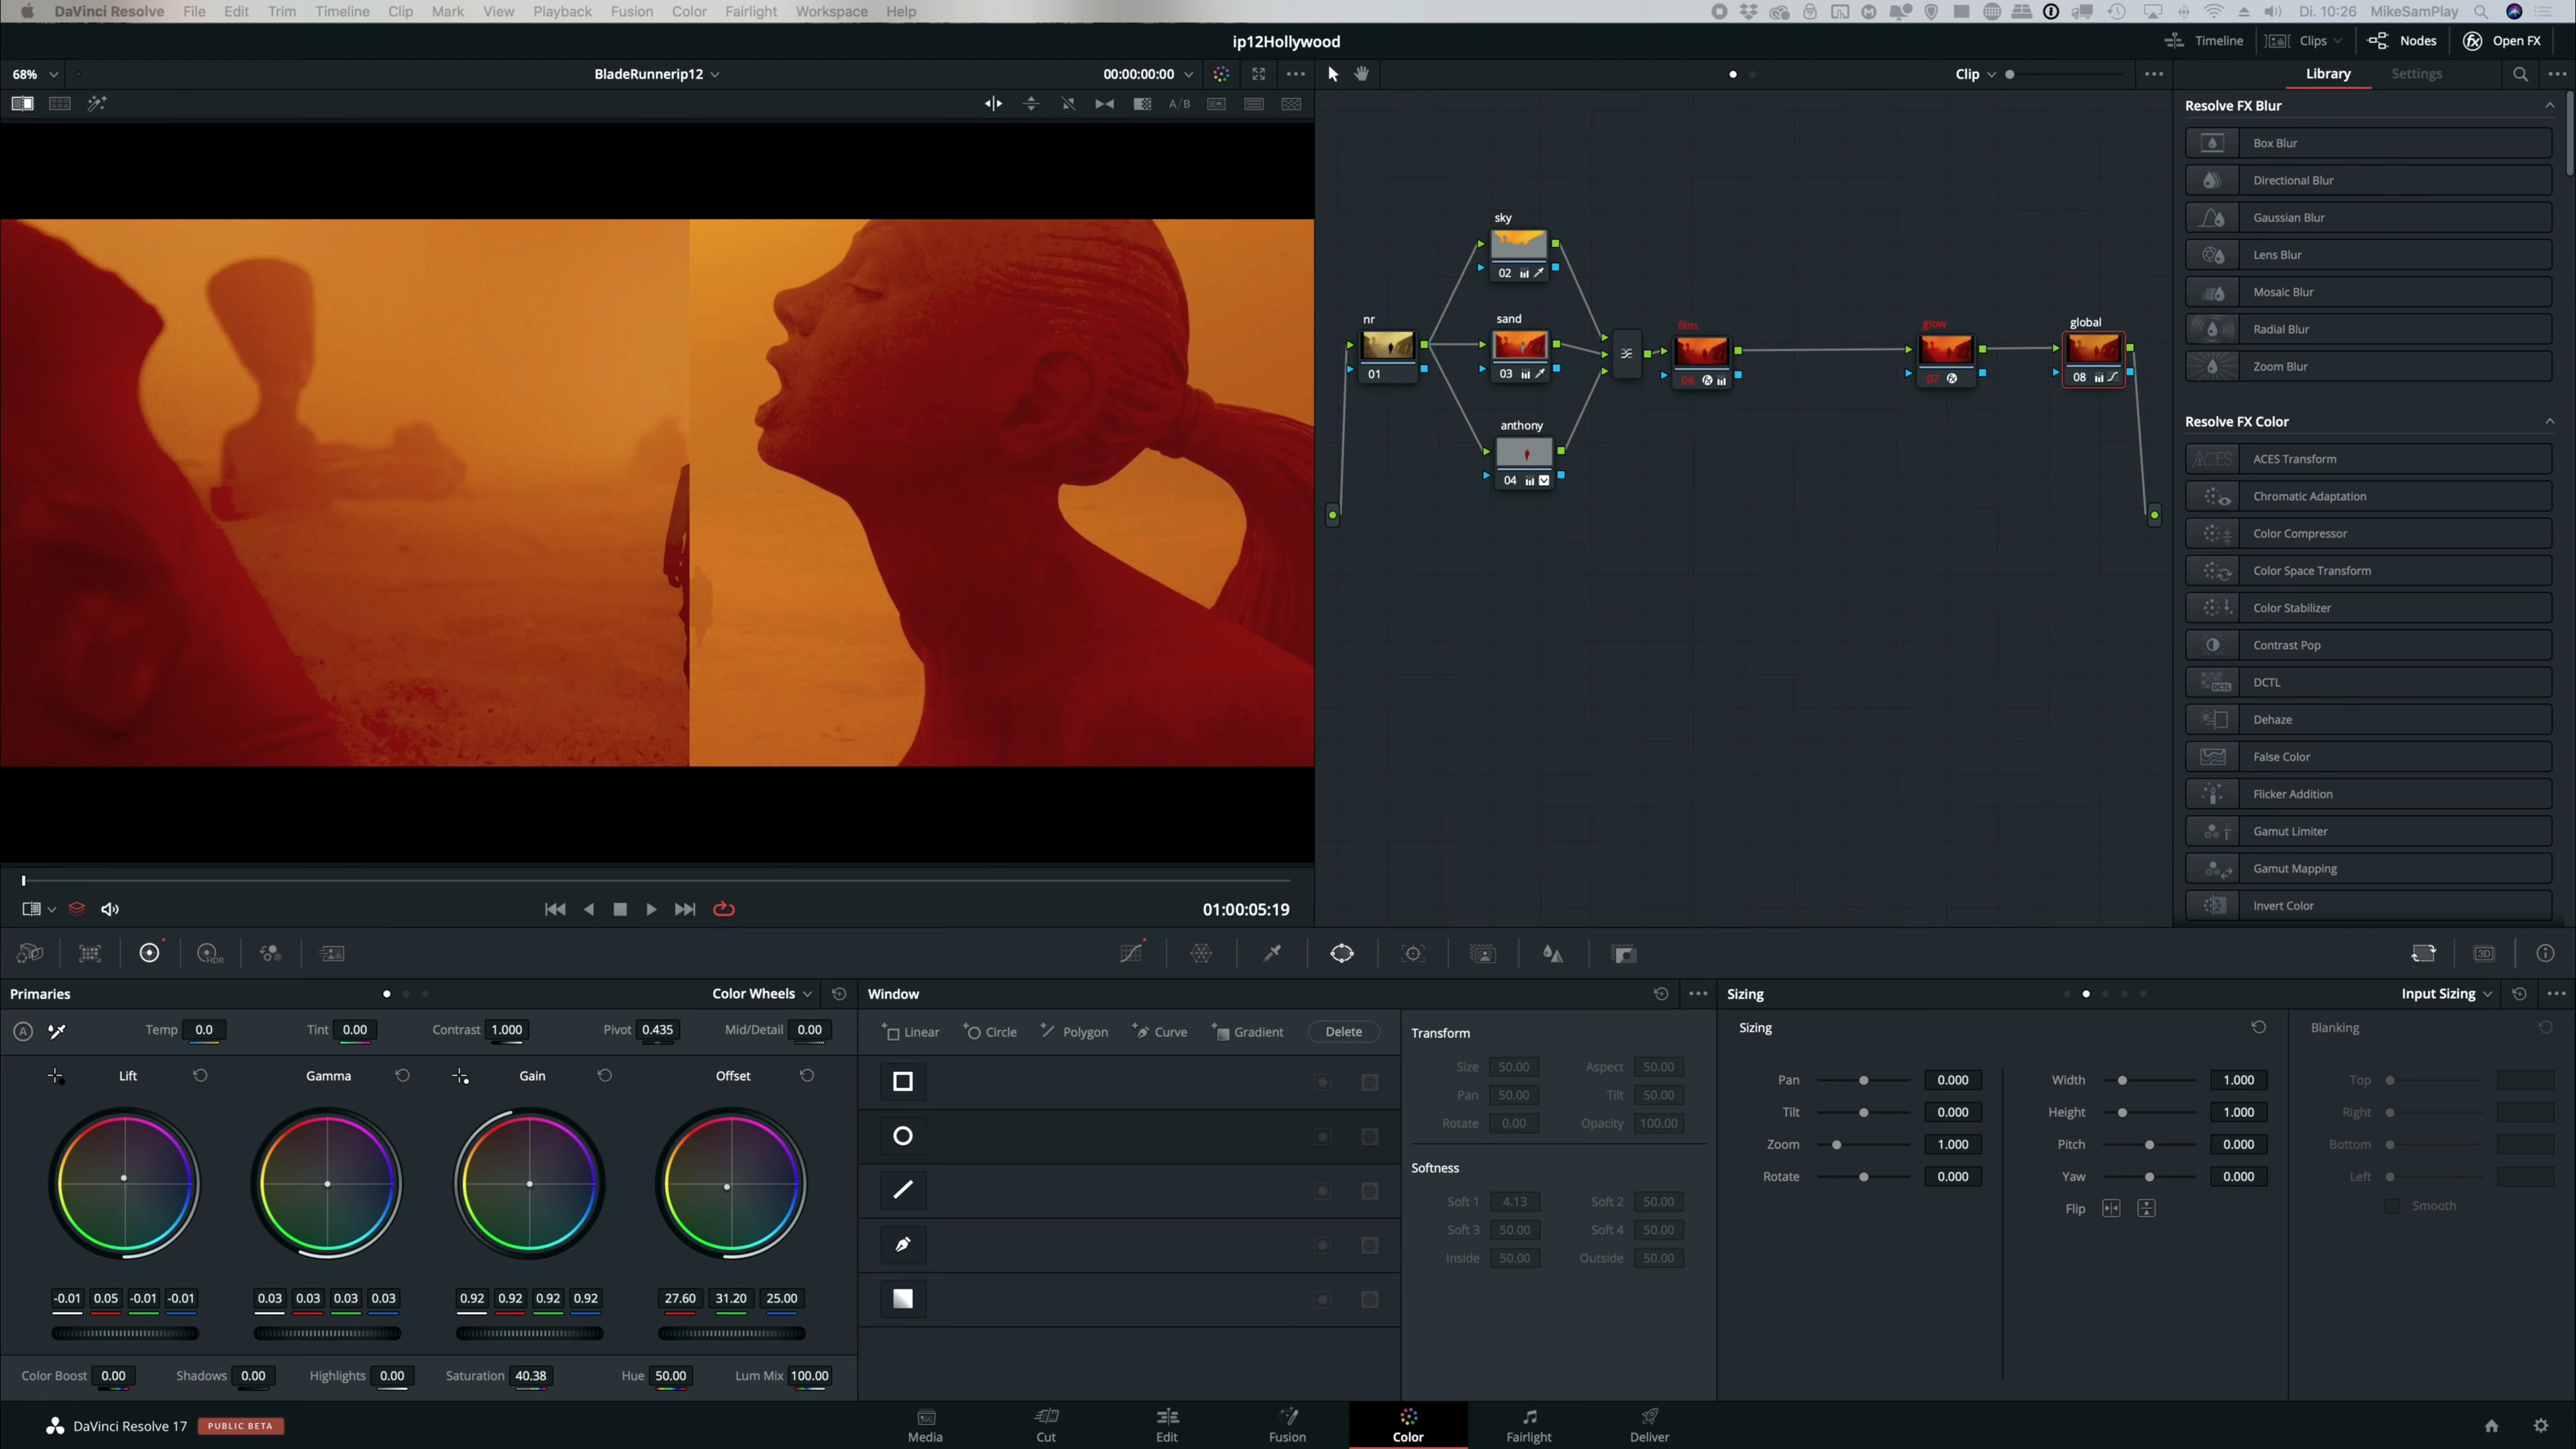 DaVinci Resolve File Edit Trim Timeline Clip Mark View Playback Fusion Color Fairlight Workspace Help Di. 10:26 MikeSamPlay
ip12Hollywood Timeline Clips Nodes Open FX
68% BladeRunnerip12 00:00:00:00 Clip Library Settings
A/B
Resolve FX Blur
Box Blur
Directional Blur
Gaussian Blur
Lens Blur
Mosaic Blur
Radial Blur
Zoom Blur
Resolve FX Color
ACES ACES Transform
Chromatic Adaptation
Color Compressor
Color Space Transform
Color Stabilizer
Contrast Pop
DCTL DCTL
Dehaze
False Color
Flicker Addition
Gamut Limiter
Gamut Mapping
Invert Color
sky
02
nr
01
sand
03
anthony
04
film
06
glow
07
global
08
01:00:05:19
HDR 3D
Primaries Color Wheels
A Temp 0.0 Tint 0.00 Contrast 1.000 Pivot 0.435 Mid/Detail 0.00
Lift Gamma Gain Offset
-0.01 0.05 -0.01 -0.01 0.03 0.03 0.03 0.03 0.92 0.92 0.92 0.92 27.60 31.20 25.00
Color Boost 0.00 Shadows 0.00 Highlights 0.00 Saturation 40.38 Hue 50.00 Lum Mix 100.00
Window
Linear Circle Polygon Curve Gradient Delete
Transform
Size 50.00 Aspect 50.00
Pan 50.00 Tilt 50.00
Rotate 0.00 Opacity 100.00
Softness
Soft 1 4.13 Soft 2 50.00
Soft 3 50.00 Soft 4 50.00
Inside 50.00 Outside 50.00
Sizing Input Sizing
Sizing Blanking
Pan 0.000 Width 1.000 Top
Tilt 0.000 Height 1.000 Right
Zoom 1.000 Pitch 0.000 Bottom
Rotate 0.000 Yaw 0.000 Left
Flip Smooth
DaVinci Resolve 17 PUBLIC BETA
Media Cut Edit Fusion Color Fairlight Deliver